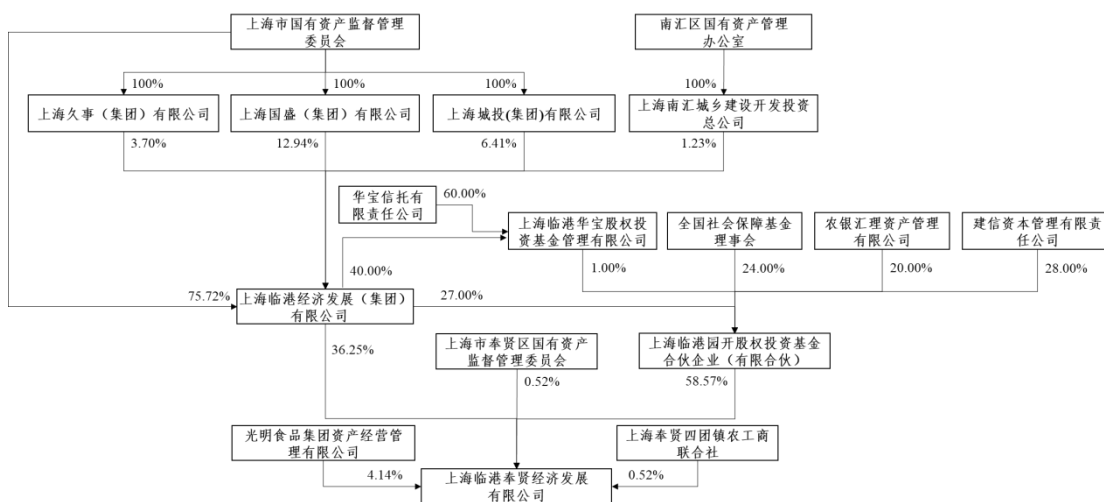 上海市国有资产监督管理
委员会
南汇区国有资产管理
办公室
100%
100%
100%
100%
上海久事（集团）有限公司
上海国盛（集团）有限公司
上海城投(集团)有限公司
上海南汇城乡建设开发投资
总公司
3.70%
12.94%
6.41%
1.23%
华宝信托有
限责任公司
60.00%
上海临港华宝股权投
资基金管理有限公司
全国社会保障基金
理事会
农银汇理资产管理
有限公司
建信资本管理有限责
任公司
40.00%
1.00%
24.00%
20.00%
28.00%
75.72%
上海临港经济发展（集团）
有限公司
27.00%
36.25%
上海市奉贤区国有资产
监督管理委员会
上海临港园开股权投资基金
合伙企业（有限合伙）
0.52%
58.57%
光明食品集团资产经营管
理有限公司
上海奉贤四团镇农工商
联合社
4.14%
上海临港奉贤经济发展
有限公司
0.52%